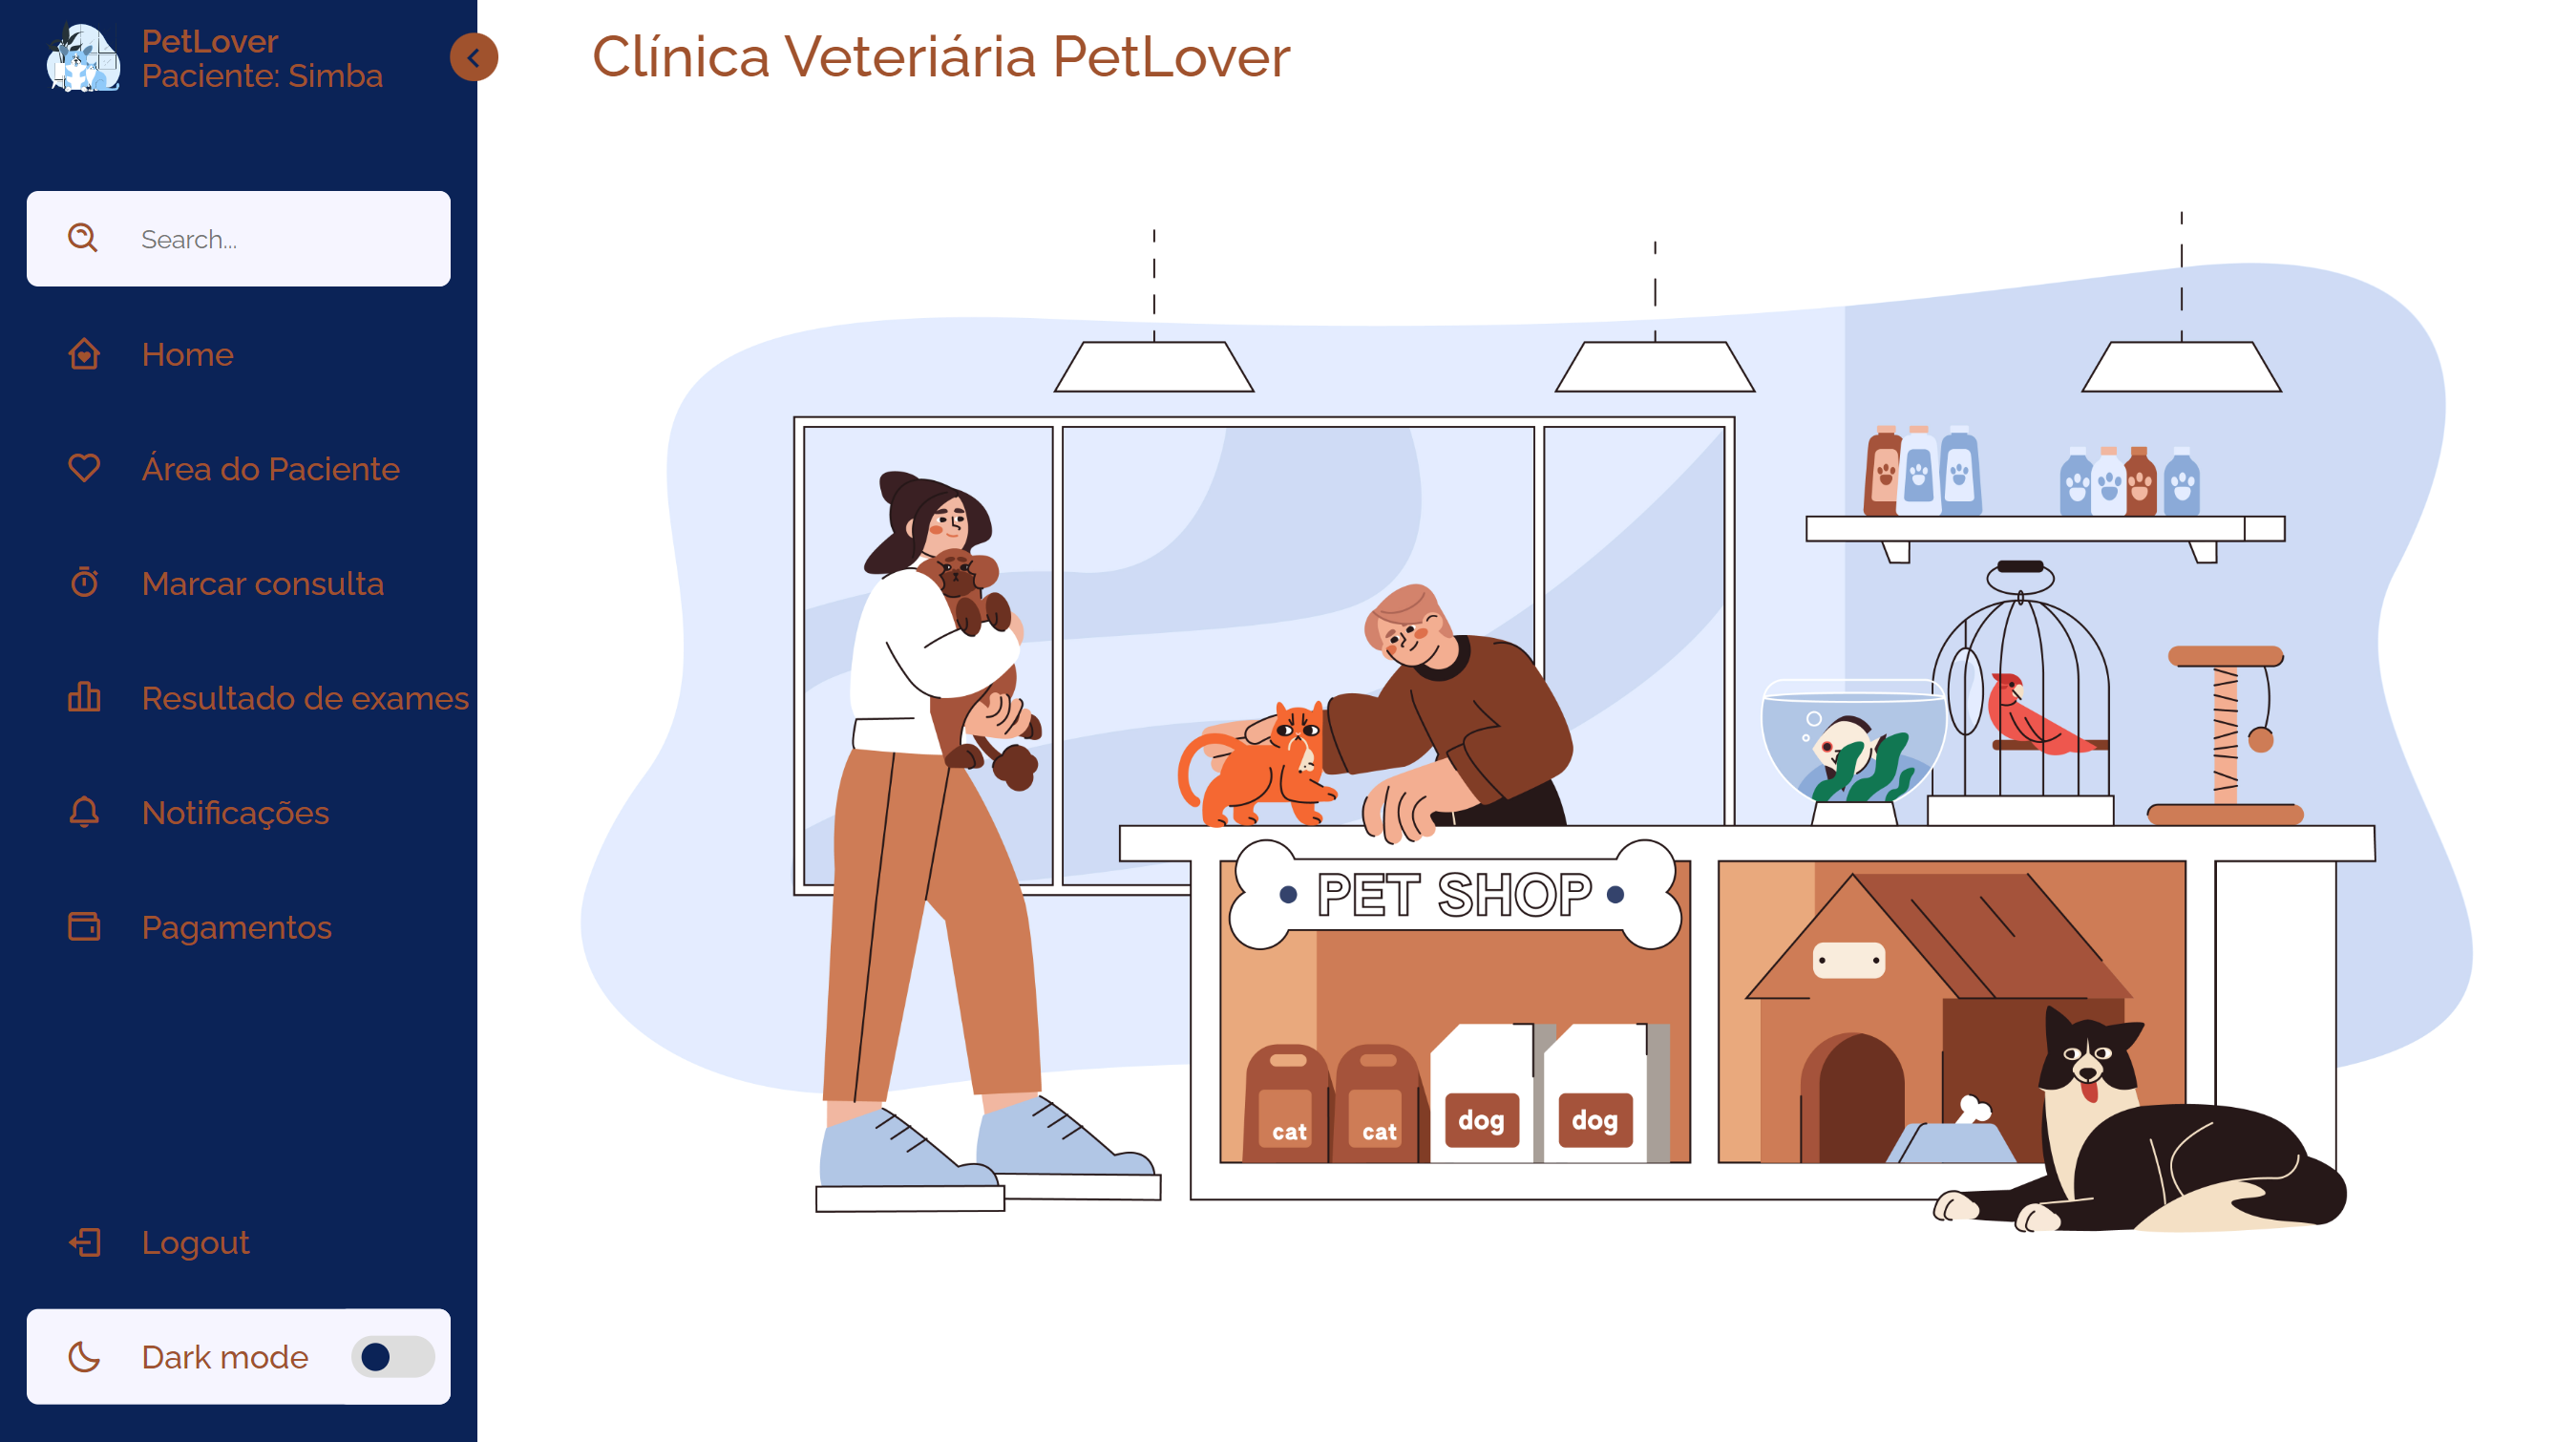 PetLover
Paciente: Simba
Search...
Home
Área do Paciente
Marcar consulta
Resultado de exames
Notificações
Pagamentos
Logout
Dark mode
Clínica Veteriária PetLover
PET SHOP
cat
cat
dog
dog